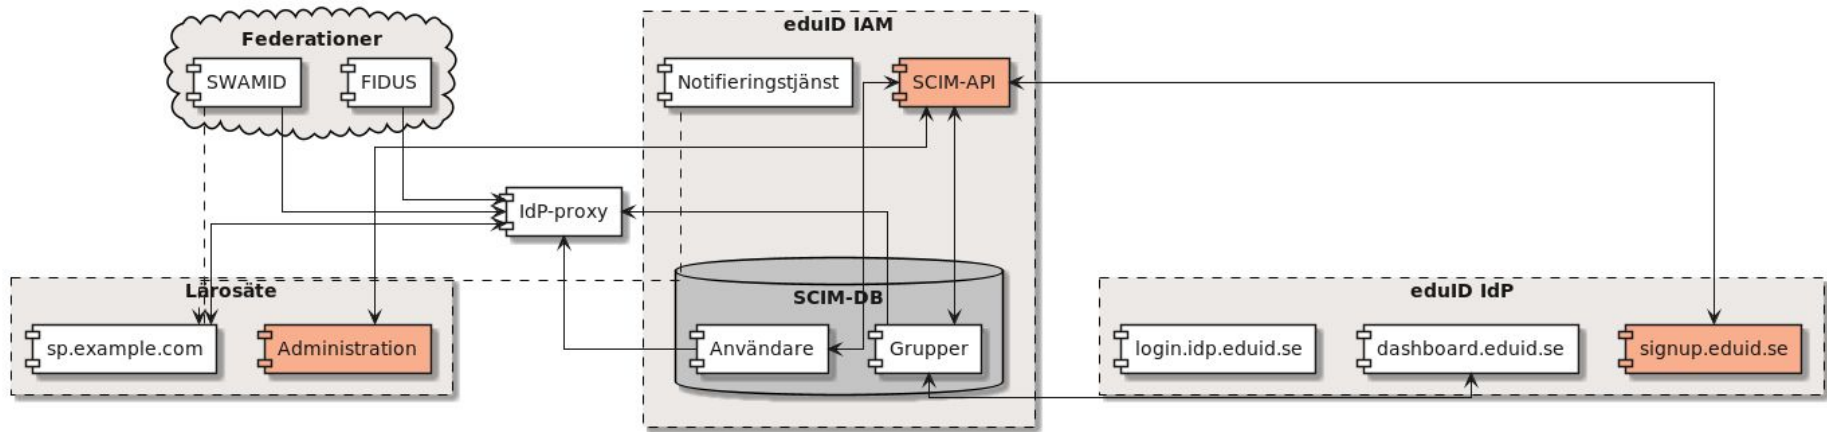 Federationer
SWAMID
FIDUS
eduID IAM
Notifieringstjänst
SCIM-API
IdP-proxy
Lärosäte
sp.example.com
Administration
SCIM-DB
Användare
Grupper
eduID IdP
login.idp.eduid.se
dashboard.eduid.se
signup.eduid.se